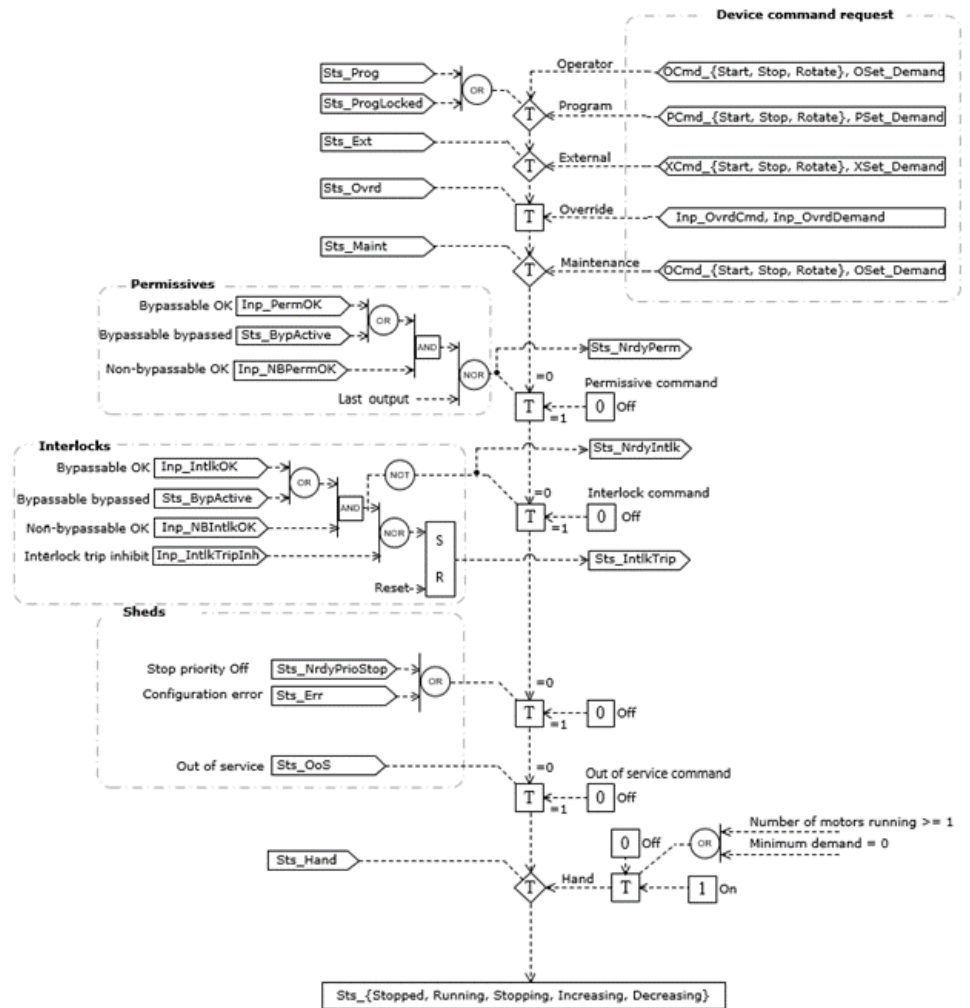 Device command request
Operator
OCmd_{Start, Stop, Rotate}, OSet_Demand
Sts_Prog
OR
Sts_ProgLocked
Program
T
PCmd_{Start, Stop, Rotate}, PSet_Demand
Sts_Ext
External
T
XCmd_{Start, Stop, Rotate}, XSet_Demand
Sts_Ovrd
Override
T
Inp_OvrdCmd, Inp_OvrdDemand
Sts_Maint
Maintenance
T
OCmd_{Start, Stop, Rotate}, OSet_Demand
Permissives
Bypassable OK
Inp_PermOK
OR
Bypassable bypassed
Sts_BypActive
AND
Non-bypassable OK
Inp_NBPermOK
NOR
Last output
Sts_NrdyPerm
=0
Permissive command
T
=1
0
Off
Interlocks
Bypassable OK
Inp_IntlkOK
OR
Bypassable bypassed
Sts_BypActive
AND
Non-bypassable OK
Inp_NBIntlkOK
NOT
NOR
Interlock trip inhibit
Inp_IntlkTripInh
S
R
Reset
Sts_NrdyIntlk
=0
Interlock command
T
=1
0
Off
Sts_IntlkTrip
Sheds
Stop priority Off
Sts_NrdyPrioStop
OR
Configuration error
Sts_Err
=0
T
=1
0
Off
Out of service
Sts_OoS
=0
Out of service command
T
=1
0
Off
Number of motors running >= 1
Minimum demand = 0
OR
0
Off
Sts_Hand
T
Hand
T
1
On
Sts_{Stopped, Running, Stopping, Increasing, Decreasing}